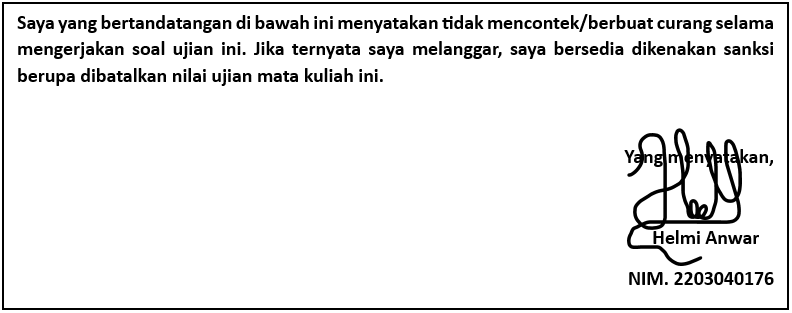 Saya yang bertandatangan di bawah ini menyatakan tidak mencontek/berbuat curang selama
mengerjakan soal ujian ini. Jika ternyata saya melanggar, saya bersedia dikenakan sanksi
berupa dibatalkan nilai ujian mata kuliah ini.
Yang menyatakan,
Helmi Anwar
NIM. 2203040176